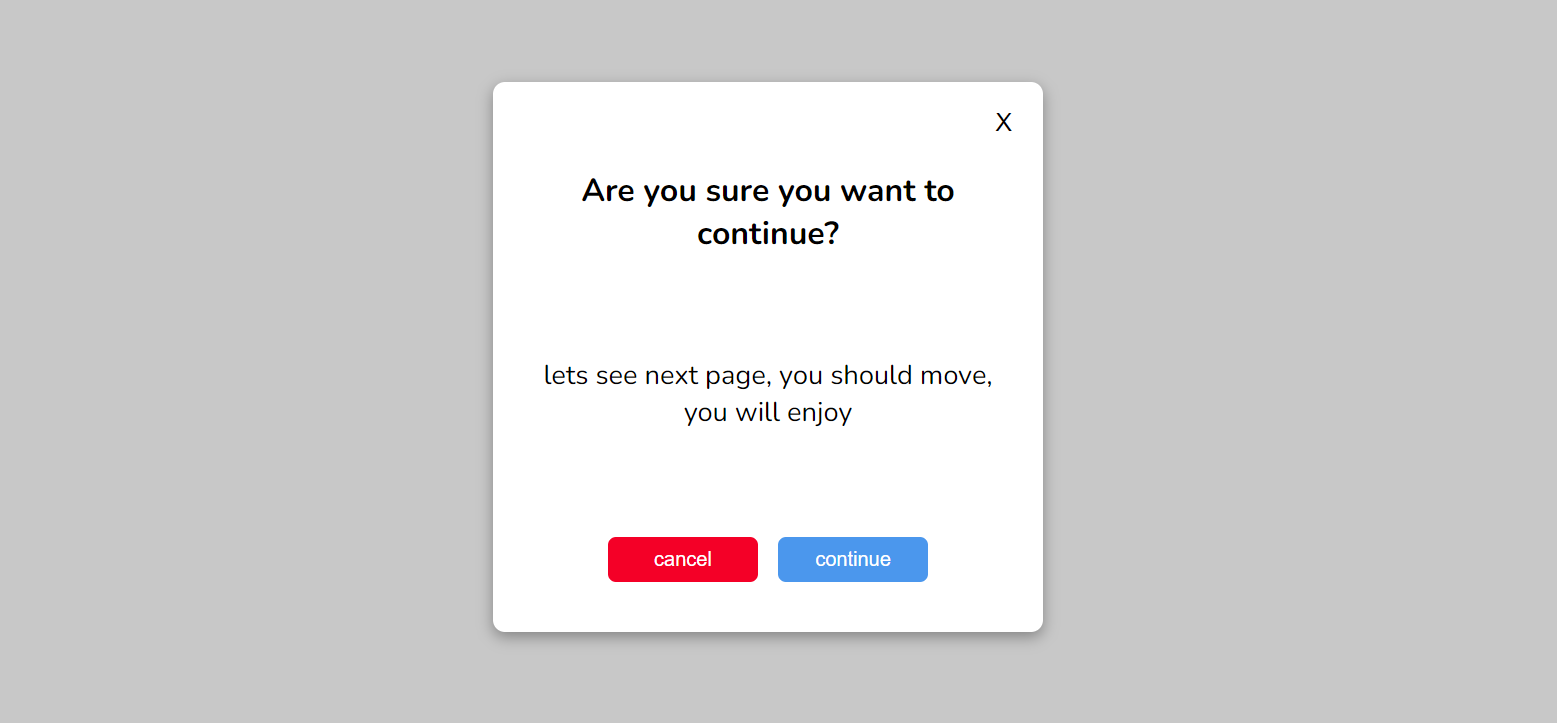 X
Are you sure you want to
continue?
lets see next page, you should move,
you will enjoy
cancel
continue